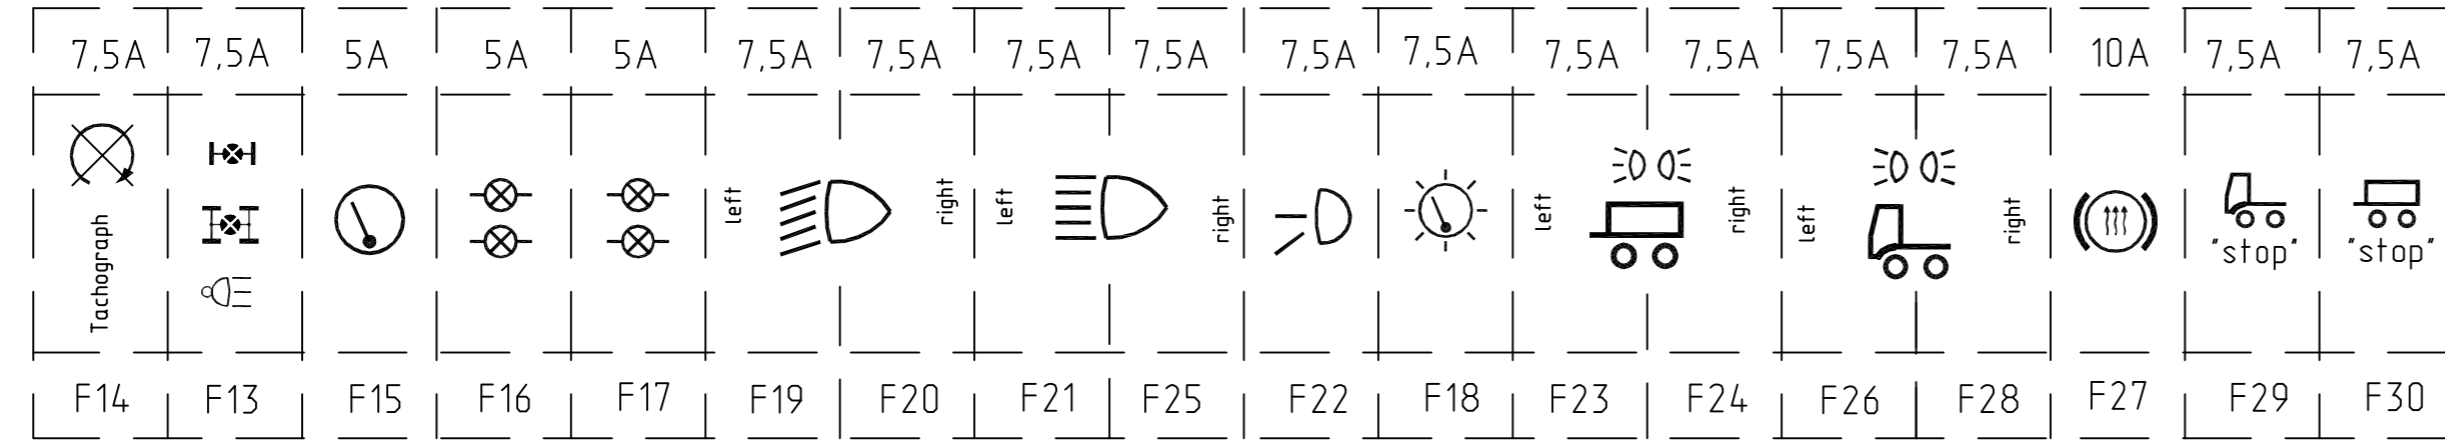 7,5A 7,5A 5A 5A 5A 7,5A 7,5A 7,5A 7,5A 7,5A 7,5A 7,5A 7,5A 7,5A 7,5A 10A 7,5A 7,5A
Tachograph
left
right
left
right
left
right
left
right
"stop"
"stop"
F14 F13 F15 F16 F17 F19 F20 F21 F25 F22 F18 F23 F24 F26 F28 F27 F29 F30